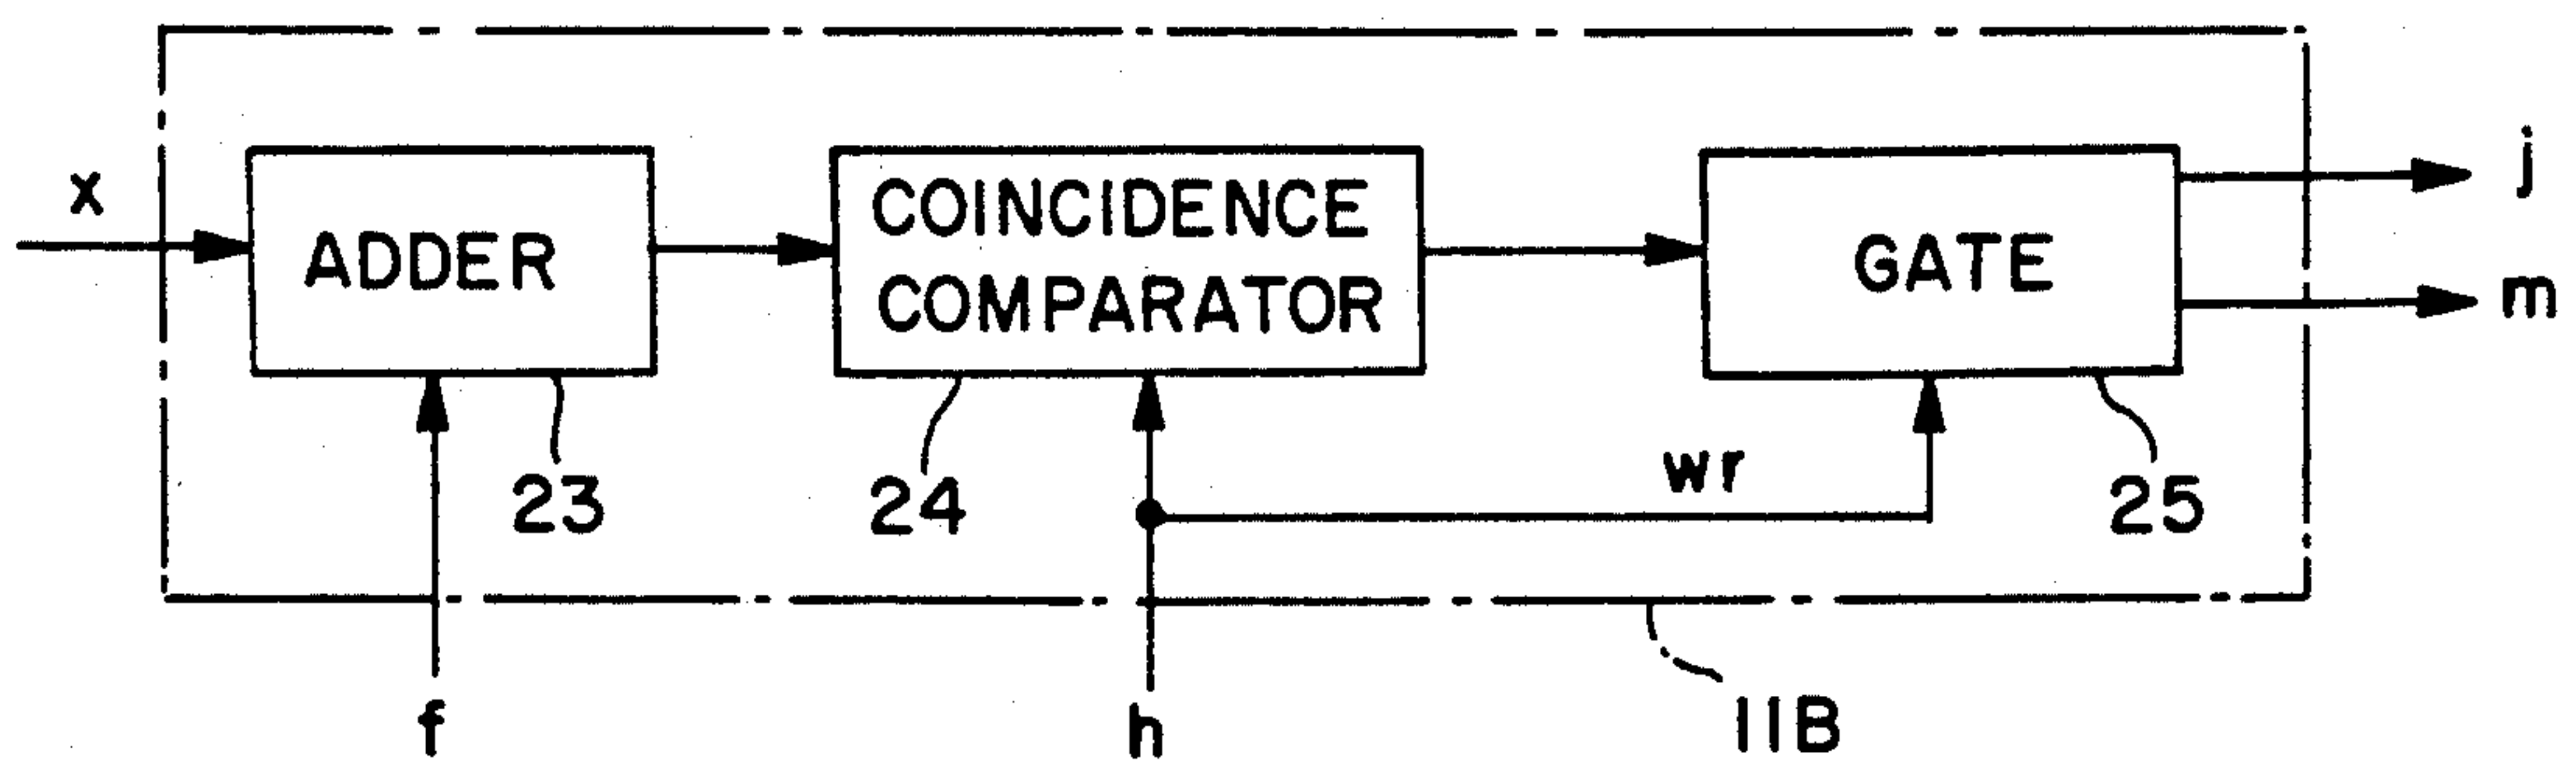 x
ADDER
COINCIDENCE
COMPARATOR
GATE
j
m
23
24
wr
25
f
h
11B